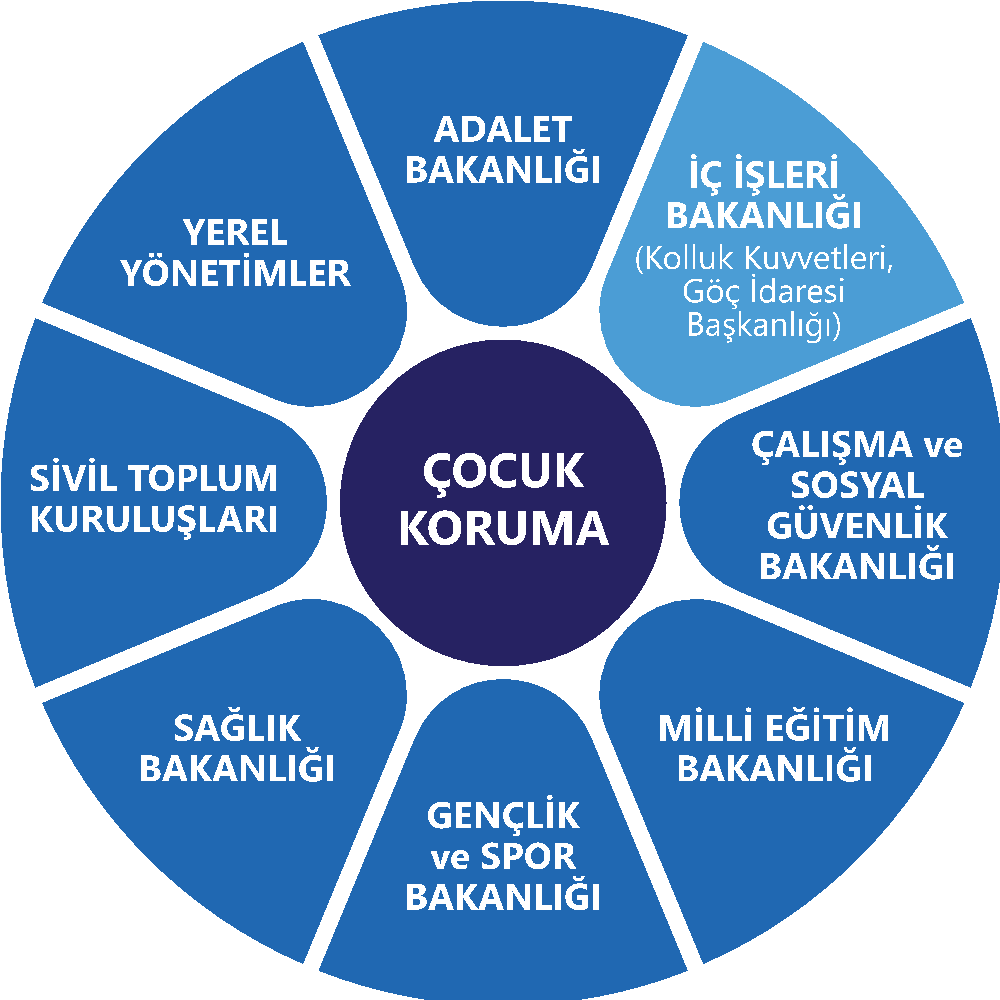 ADALET
BAKANLIĞI
İÇ İŞLERİ
BAKANLIĞI
(Kolluk Kuvvetleri,
Göç İdaresi
Başkanlığı)
ÇALIŞMA ve
SOSYAL
GÜVENLİK
BAKANLIĞI
MİLLİ EĞİTİM
BAKANLIĞI
GENÇLİK
ve SPOR
BAKANLIĞI
SAĞLIK
BAKANLIĞI
SİVİL TOPLUM
KURULUŞLARI
YEREL
YÖNETİMLER
ÇOCUK
KORUMA